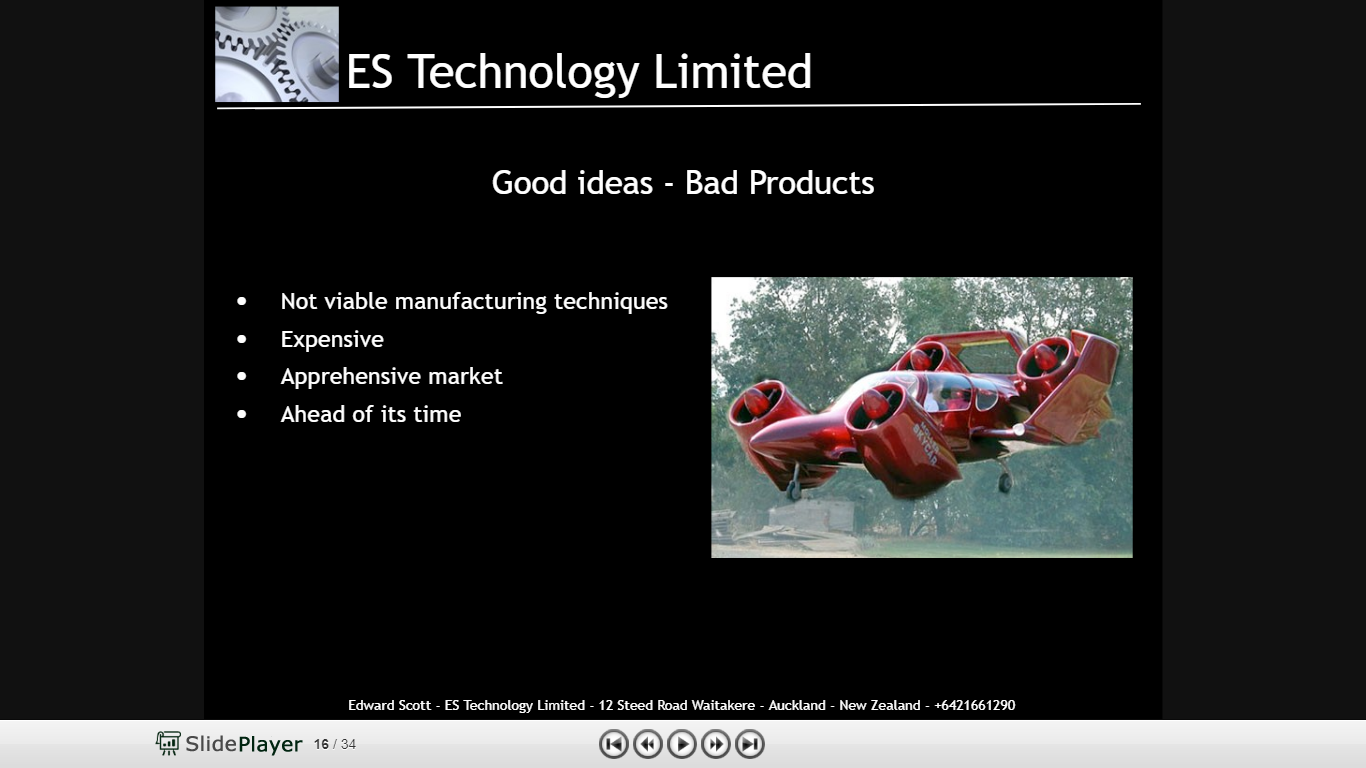 ES Technology Limited
Good ideas - Bad Products
• Not viable manufacturing techniques
• Expensive
• Apprehensive market
• Ahead of its time
SKYCAR
Edward Scott - ES Technology Limited - 12 Steed Road Waitakere - Auckland - New Zealand - +6421661290
SlidePlayer 16 / 34